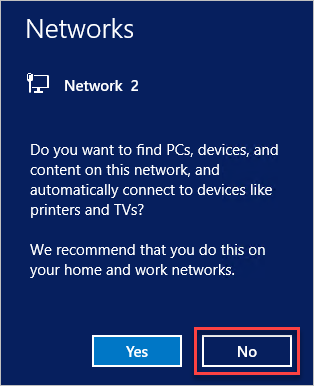 Networks
Network 2
Do you want to find PCs, devices, and
content on this network, and
automatically connect to devices like
printers and TVs?
We recommend that you do this on
your home and work networks.
Yes
No